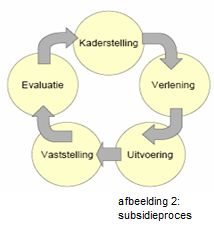 Kaderstelling
Verlening
Uitvoering
Vaststelling
Evaluatie
afbeelding 2:
subsidieproces